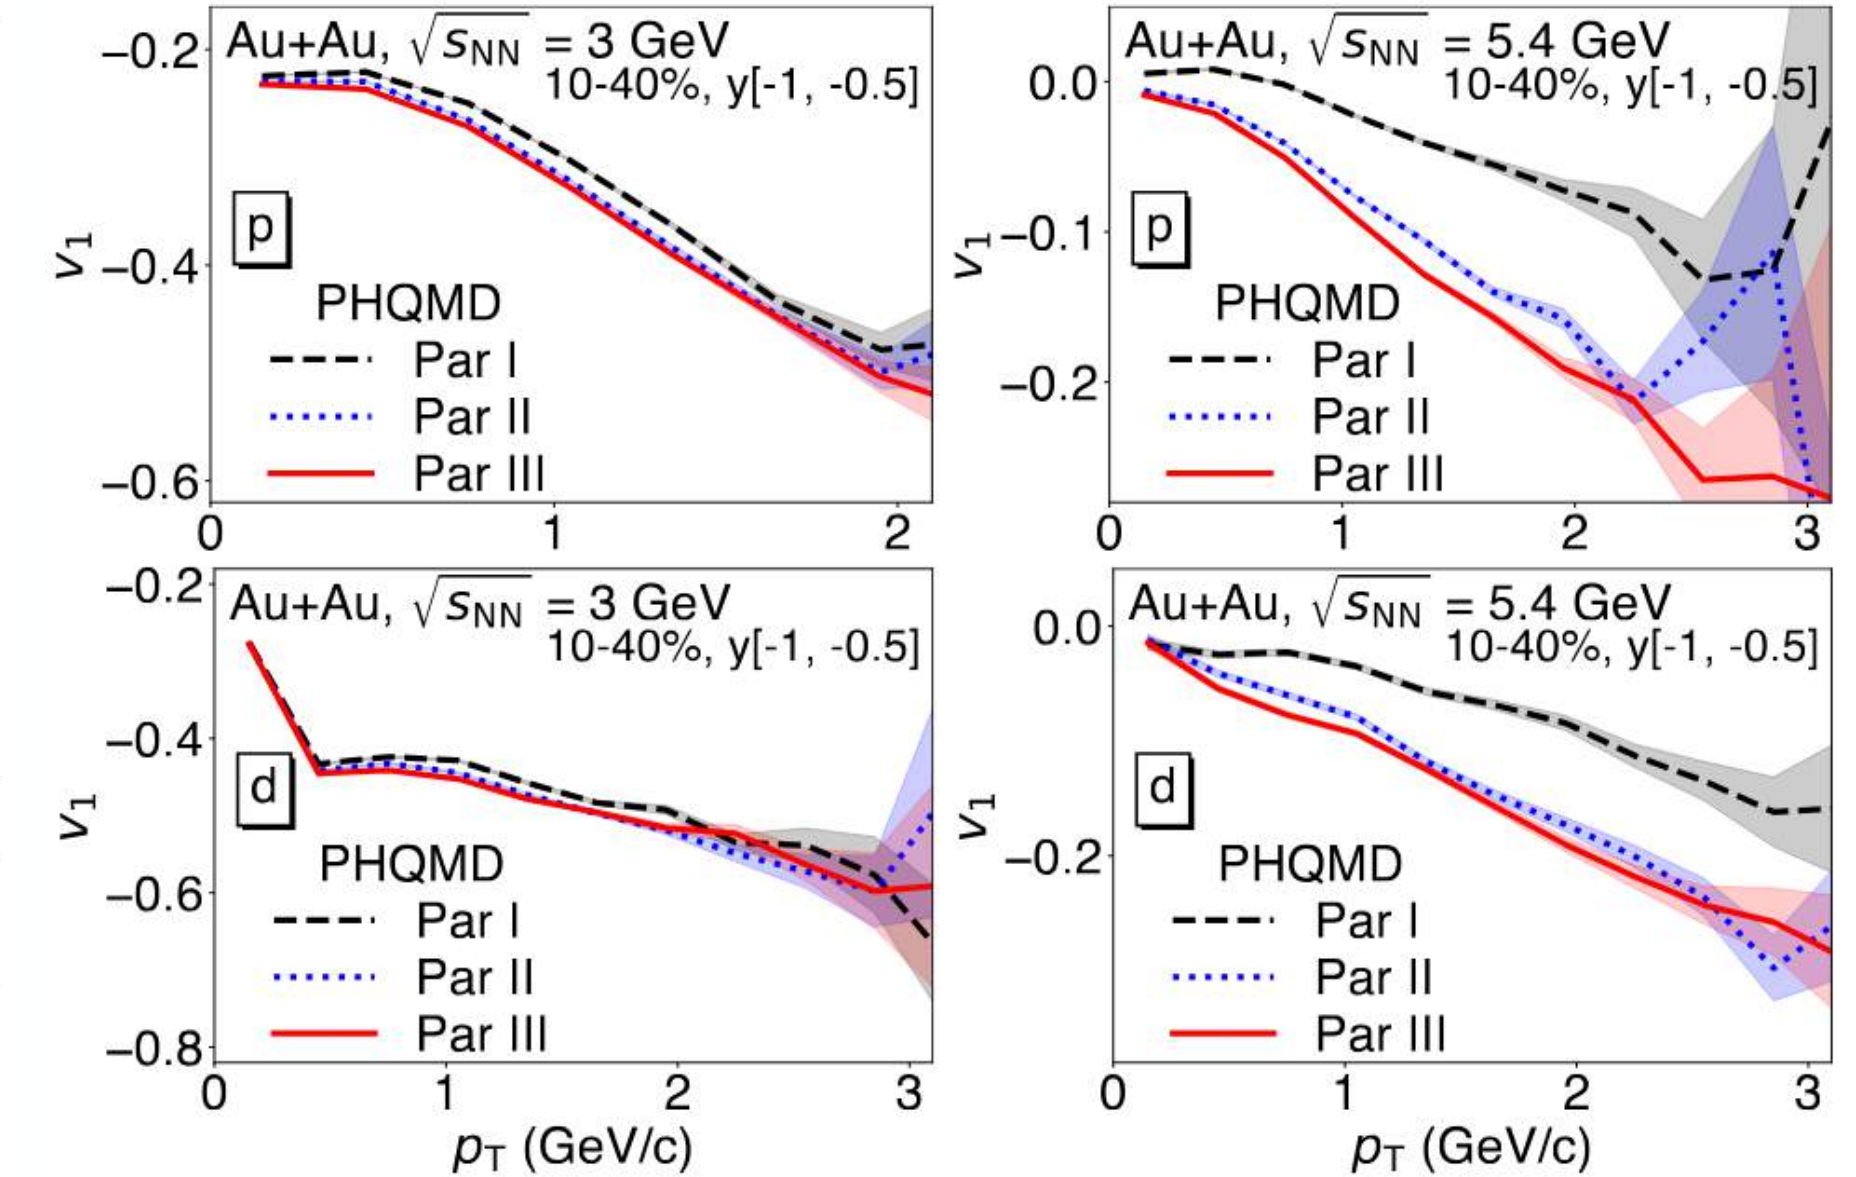 Au+Au, √sNN = 3 GeV
10-40%, y[-1, -0.5]
−0.2
−0.4
−0.6
v1
p
PHQMD
Par I
Par II
Par III
0 1 2
Au+Au, √sNN = 5.4 GeV
10-40%, y[-1, -0.5]
0.0
−0.1
−0.2
v1
p
PHQMD
Par I
Par II
Par III
0 1 2 3
Au+Au, √sNN = 3 GeV
10-40%, y[-1, -0.5]
−0.2
−0.4
−0.6
−0.8
v1
d
PHQMD
Par I
Par II
Par III
0 1 2 3
pT (GeV/c)
Au+Au, √sNN = 5.4 GeV
10-40%, y[-1, -0.5]
0.0
−0.2
v1
d
PHQMD
Par I
Par II
Par III
0 1 2 3
pT (GeV/c)